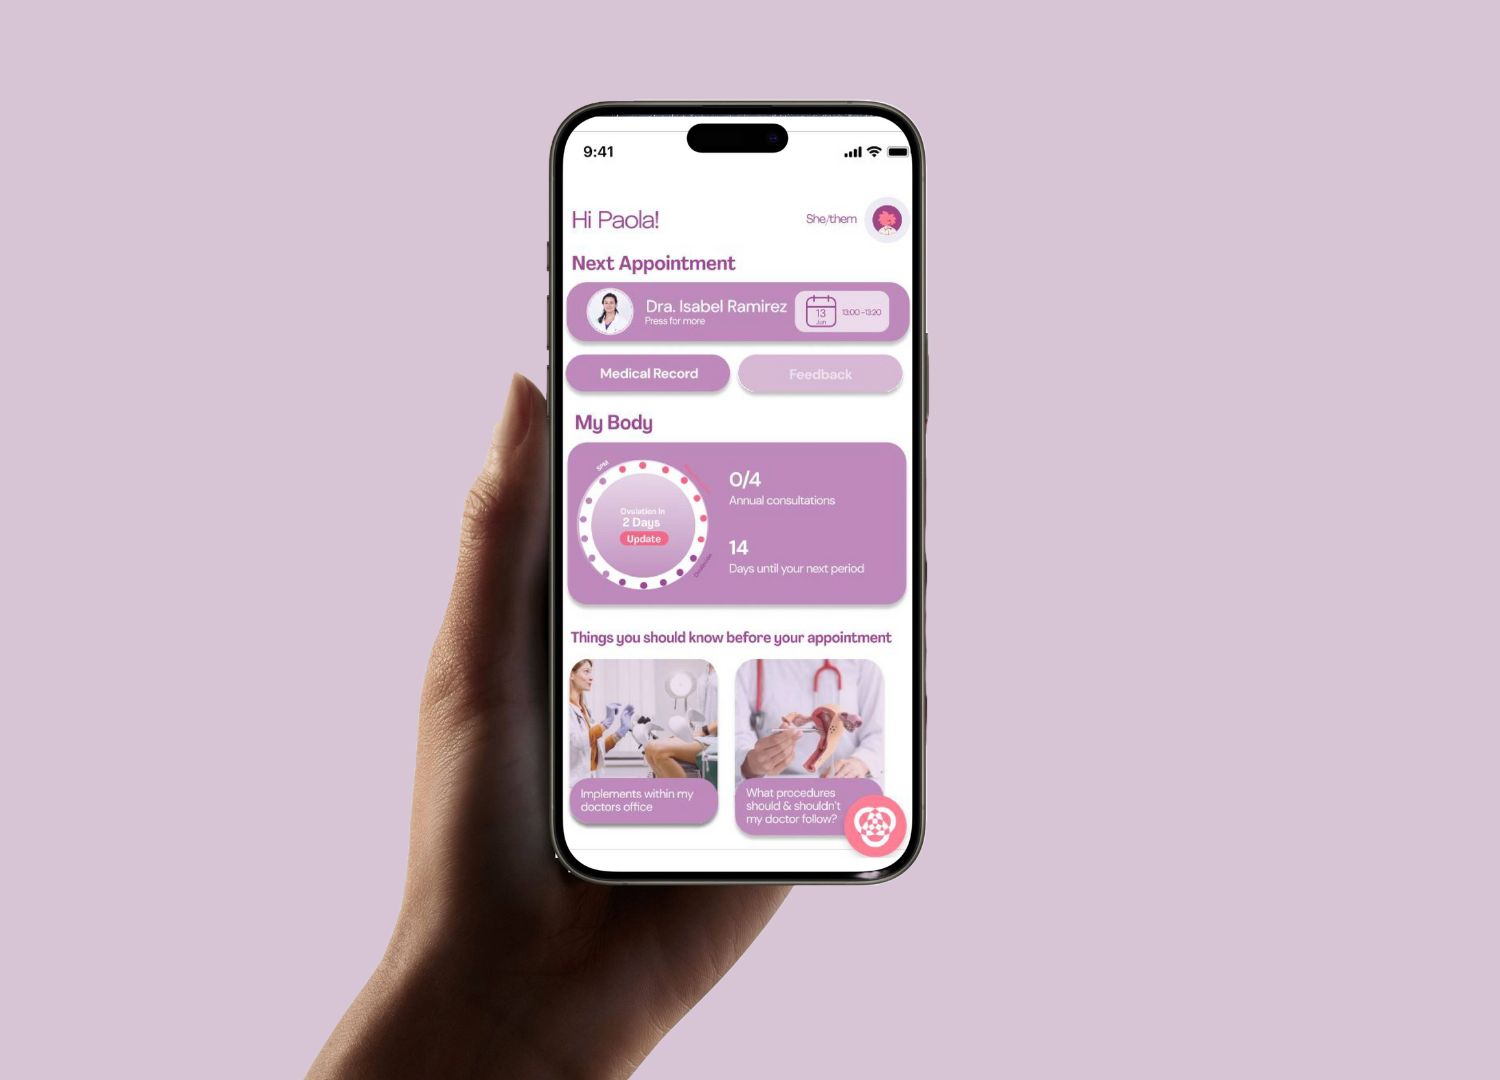 9:41
Hi Paola!
She/them
Next Appointment
Dra. Isabel Ramirez
Press for more
13
Jun
13:00 -13:20
Medical Record
Feedback
My Body
SPM
Ovulation In
2 Days
Update
Ovulation
0/4
Annual consultations
14
Days until your next period
Things you should know before your appointment
Implements within my
doctors office
What procedures
should & shouldn't
my doctor follow?